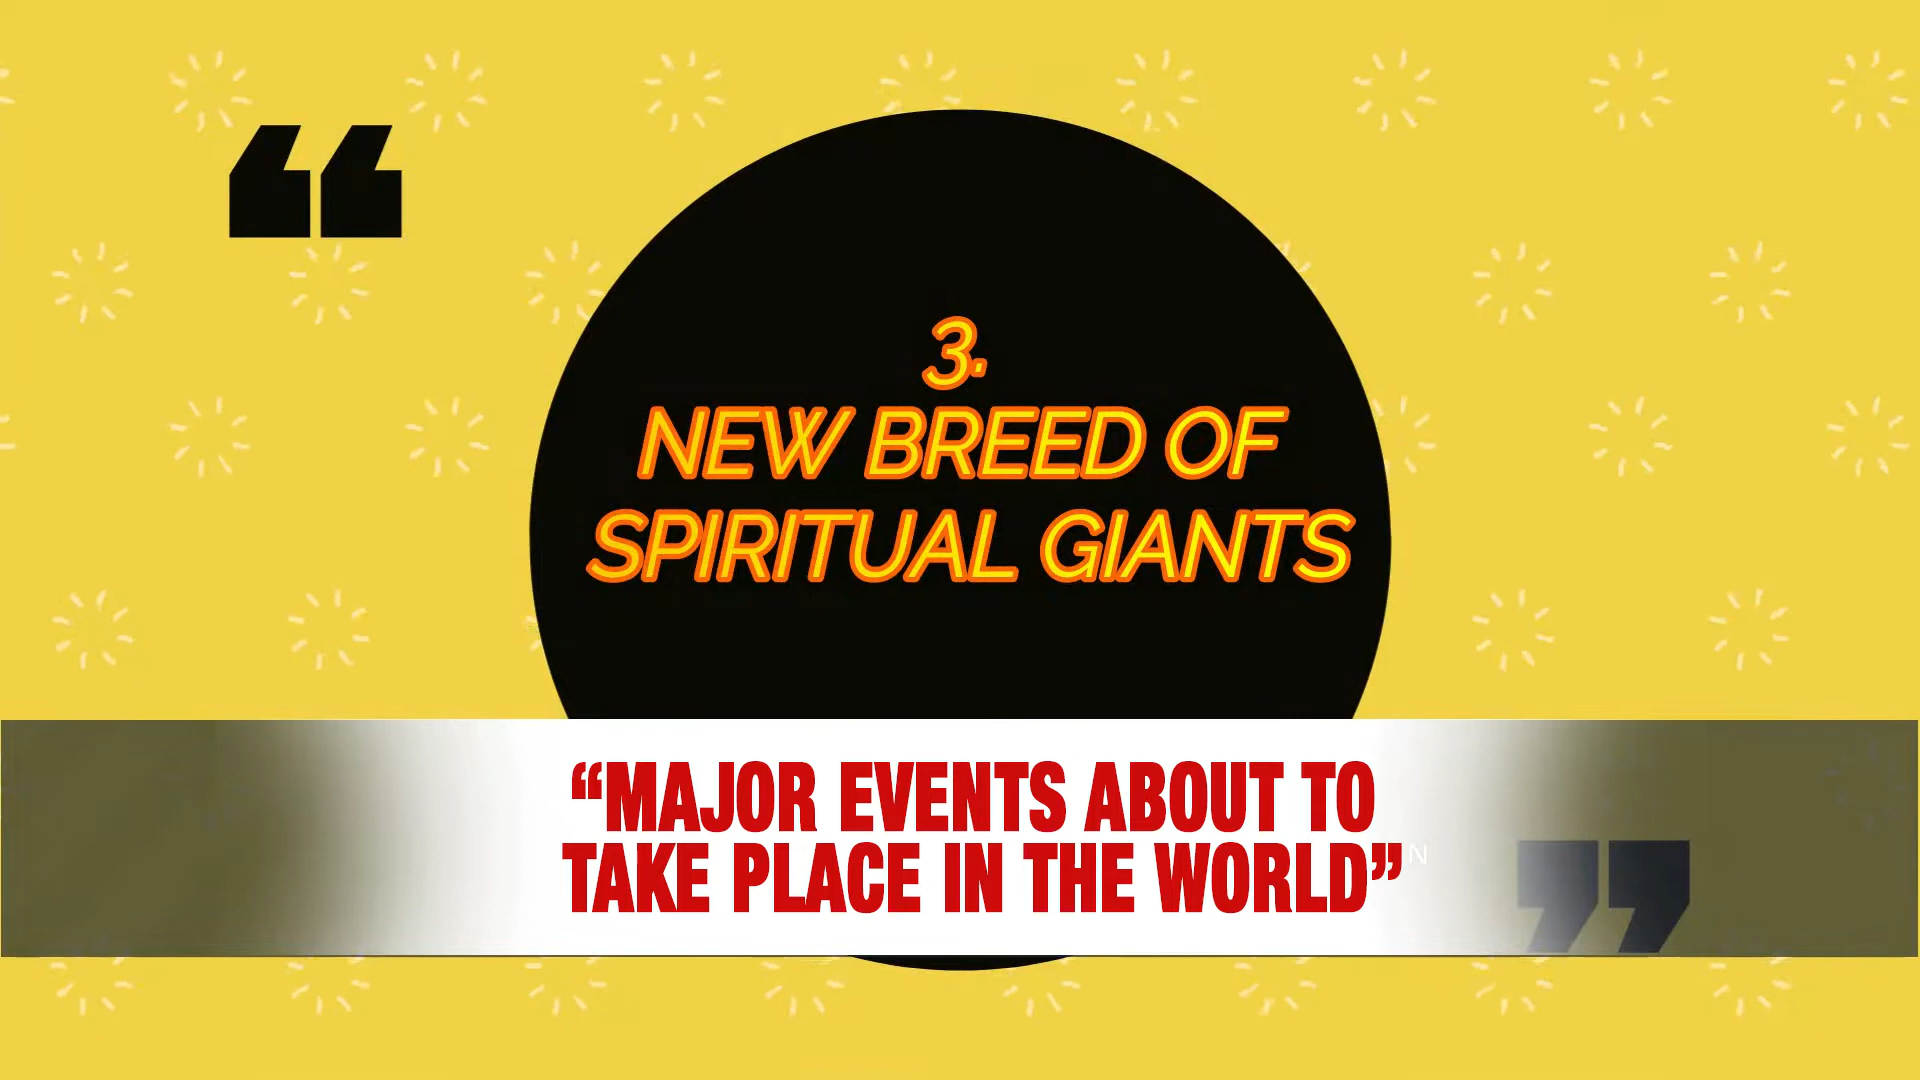 3.
NEW BREED OF
SPIRITUAL GIANTS
“MAJOR EVENTS ABOUT TO
TAKE PLACE IN THE WORLD”
N